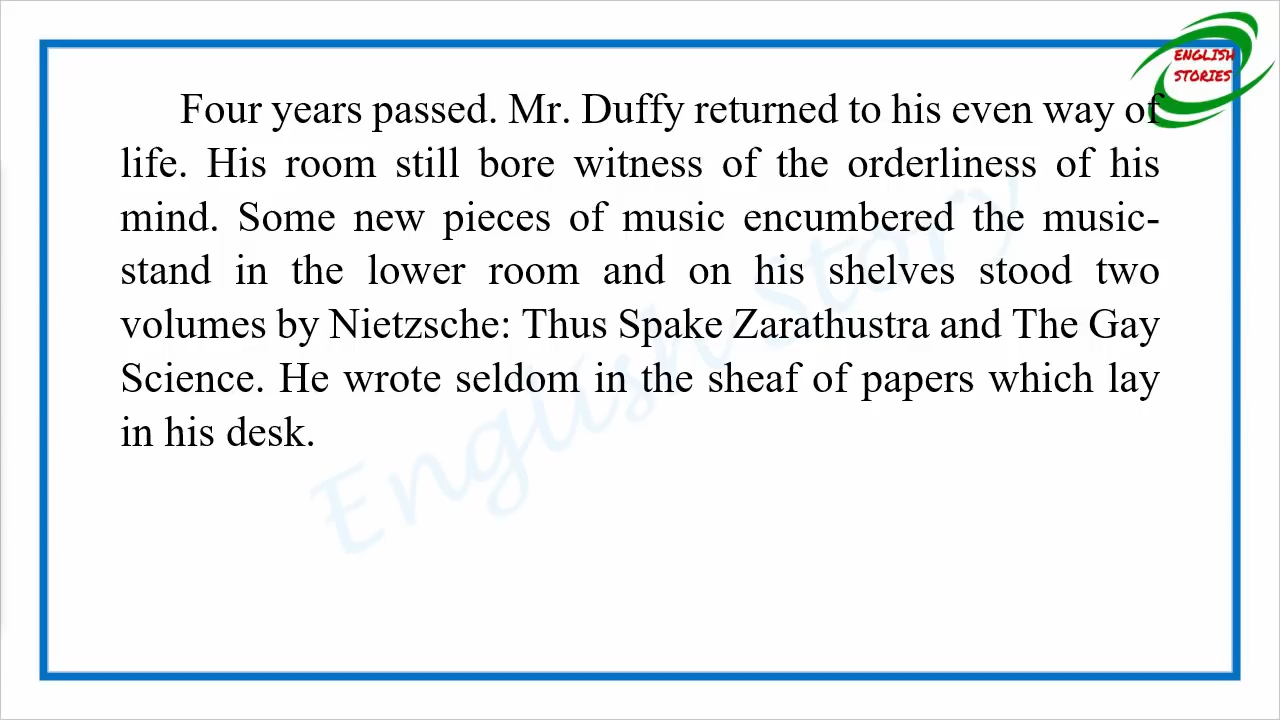 ENGLISH
STORIES
Four years passed. Mr. Duffy returned to his even way of
life. His room still bore witness of the orderliness of his
mind. Some new pieces of music encumbered the music-
stand in the lower room and on his shelves stood two
volumes by Nietzsche: Thus Spake Zarathustra and The Gay
Science. He wrote seldom in the sheaf of papers which lay
in his desk.
English Story